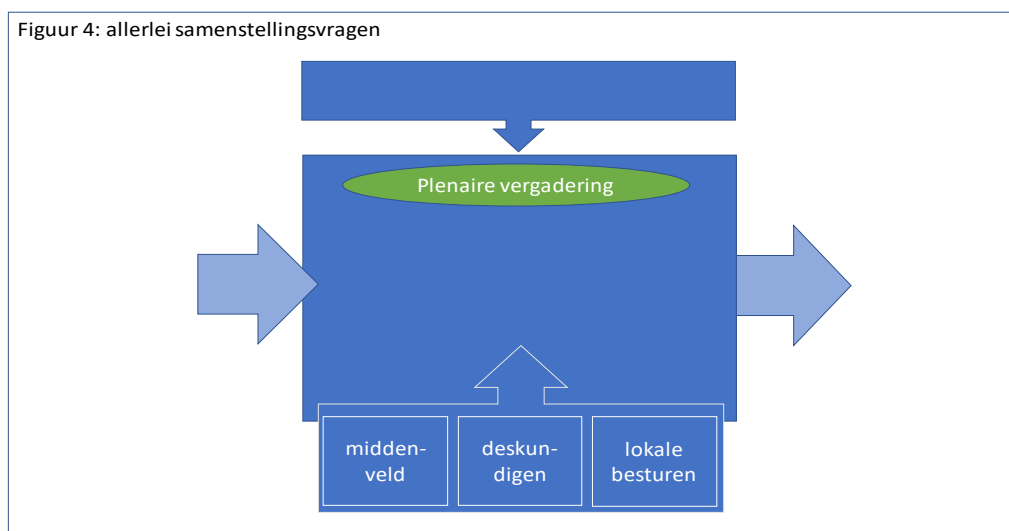 Figuur 4: allerlei samenstellingsvragen
Plenaire vergadering
midden-
veld
deskun-
digen
lokale
besturen